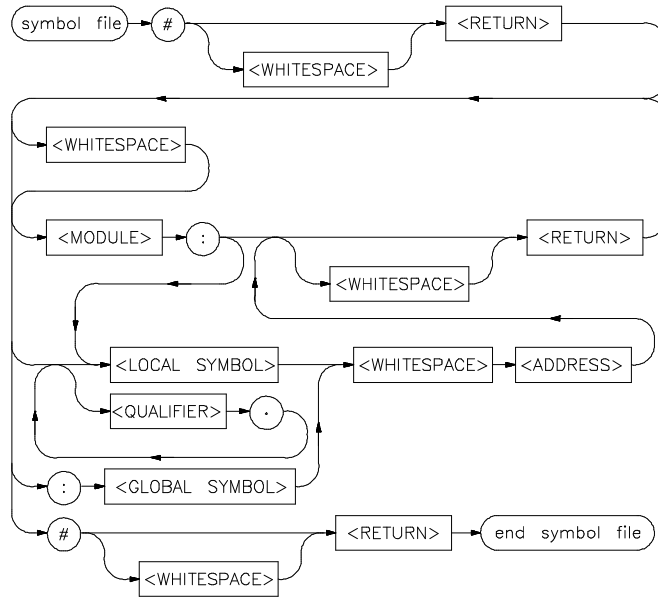 symbol file # <RETURN>
<WHITESPACE>
<WHITESPACE>
<MODULE> : <RETURN>
<WHITESPACE>
<LOCAL SYMBOL> <WHITESPACE> <ADDRESS>
<QUALIFIER> .
: <GLOBAL SYMBOL>
# <RETURN> end symbol file
<WHITESPACE>